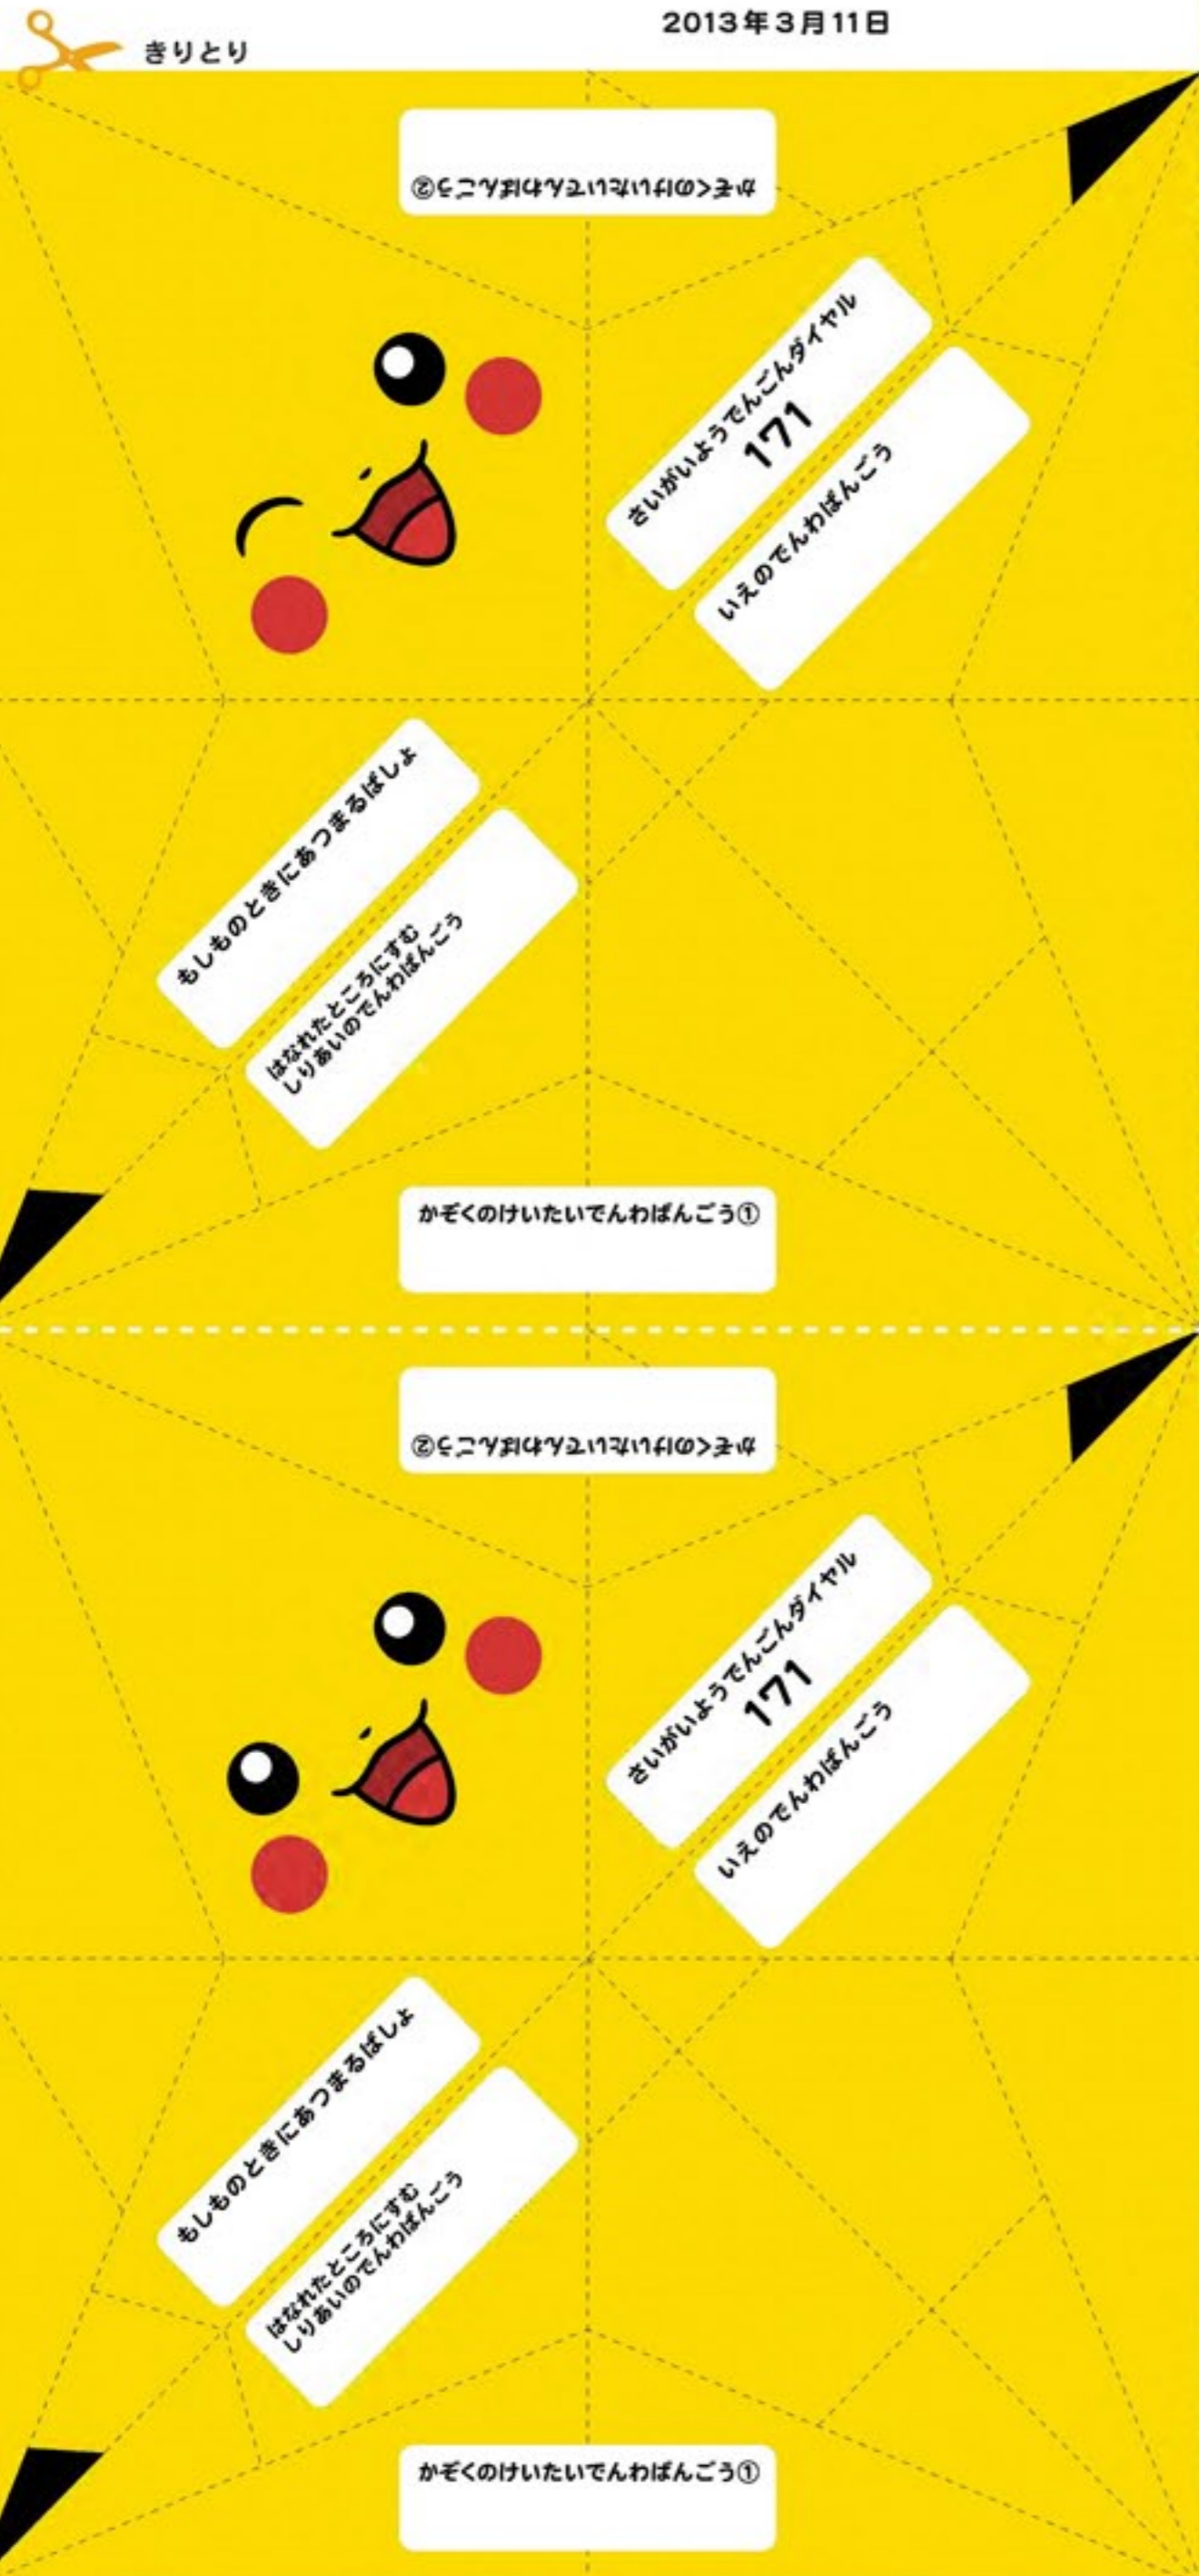 きりとり
2013年3月11日
かぞくのけいたいでんわばんごう②
さいがいようでんごんダイヤル
171
いえのでんわばんごう
もしものときにあつまるばしょ
はなれたところにすむ
しりあいのでんわばんごう
かぞくのけいたいでんわばんごう①
かぞくのけいたいでんわばんごう②
さいがいようでんごんダイヤル
171
いえのでんわばんごう
もしものときにあつまるばしょ
はなれたところにすむ
しりあいのでんわばんごう
かぞくのけいたいでんわばんごう①